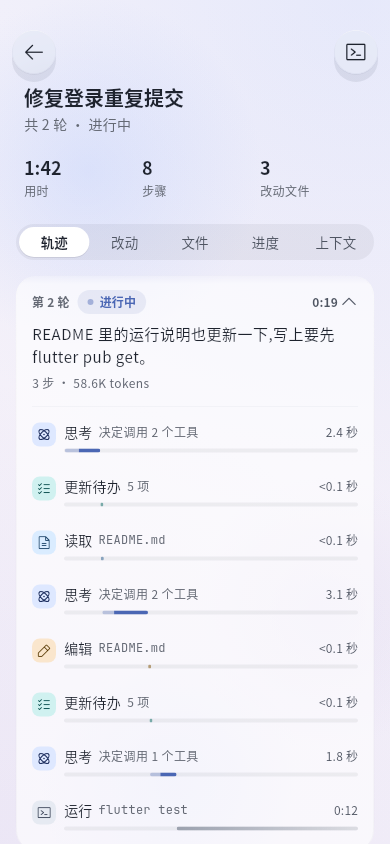 修复登录重复提交
共 2 轮 · 进行中
1:42 8 3
用时 步骤 改动文件
轨迹 改动 文件 进度 上下文
第 2 轮 进行中 0:19
README 里的运行说明也更新一下,写上要先
flutter pub get。
3 步 · 58.6K tokens
思考 决定调用 2 个工具 2.4 秒
更新待办 5 项 <0.1 秒
读取 README.md <0.1 秒
思考 决定调用 2 个工具 3.1 秒
编辑 README.md <0.1 秒
更新待办 5 项 <0.1 秒
思考 决定调用 1 个工具 1.8 秒
运行 flutter test 0:12